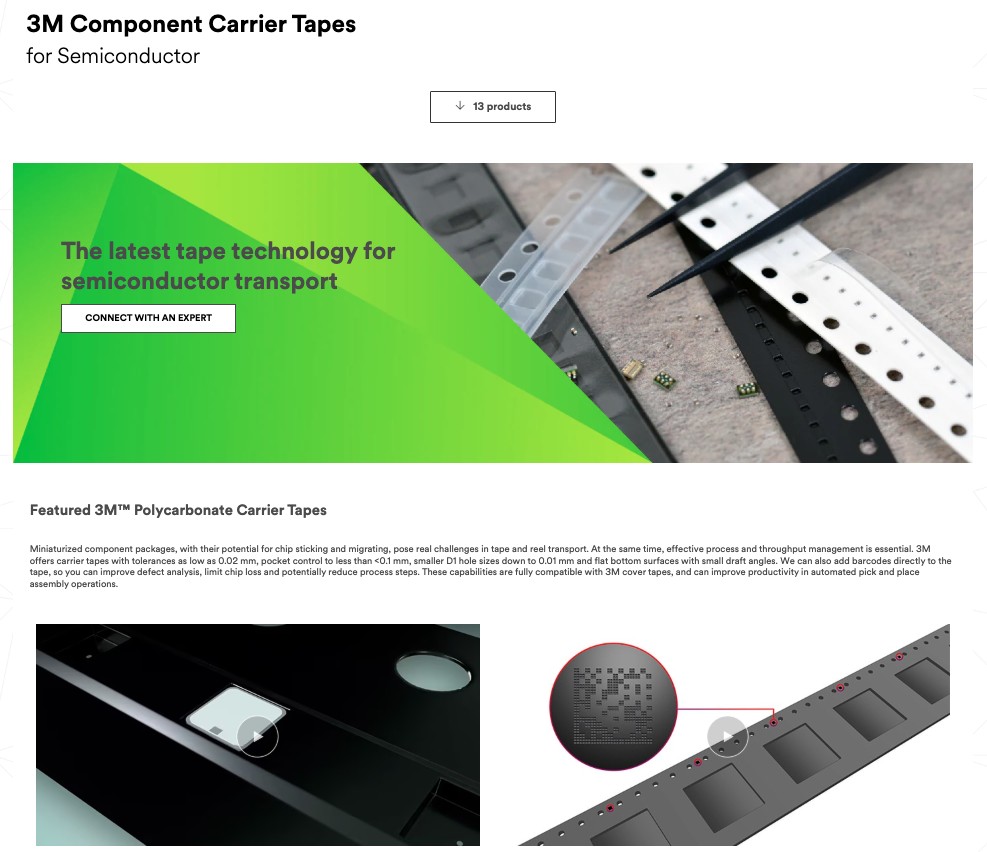 3M Component Carrier Tapes
for Semiconductor
13 products
The latest tape technology for
semiconductor transport
CONNECT WITH AN EXPERT
Featured 3M™ Polycarbonate Carrier Tapes
Miniaturized component packages, with their potential for chip sticking and migrating, pose real challenges in tape and reel transport. At the same time, effective process and throughput management is essential. 3M
offers carrier tapes with tolerances as low as 0.02 mm, pocket control to less than <0.1 mm, smaller D1 hole sizes down to 0.01 mm and flat bottom surfaces with small draft angles. We can also add barcodes directly to the
tape, so you can improve defect analysis, limit chip loss and potentially reduce process steps. These capabilities are fully compatible with 3M cover tapes, and can improve productivity in automated pick and place
assembly operations.